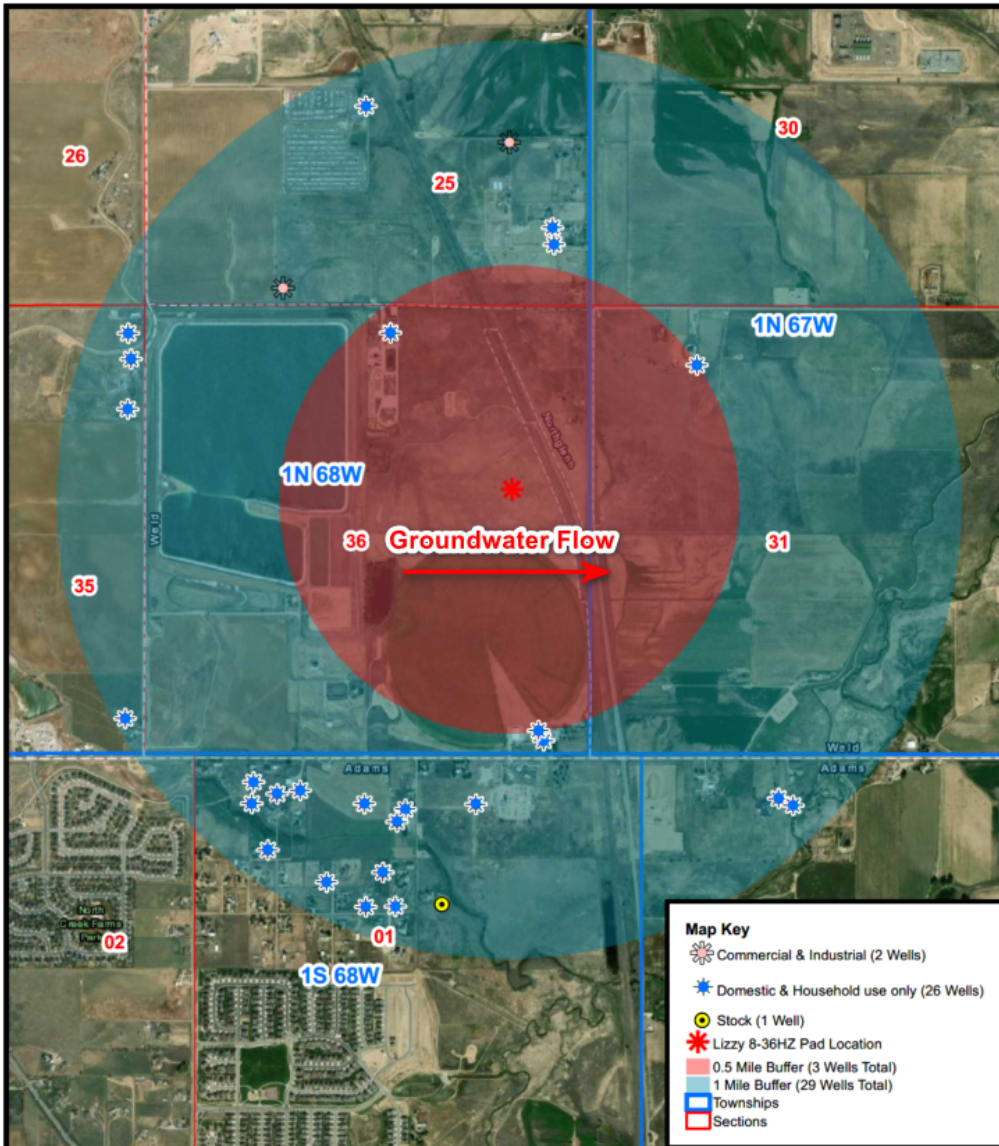 30
26
25
1N 67W
Northglenn
1N 68W
36
Groundwater Flow
31
Weld
35
Weld
Adams
Adams
North
Creek Farms
Park
02
01
1S 68W
Map Key
Commercial & Industrial (2 Wells)
Domestic & Household use only (26 Wells)
Stock (1 Well)
Lizzy 8-36HZ Pad Location
0.5 Mile Buffer (3 Wells Total)
1 Mile Buffer (29 Wells Total)
Townships
Sections